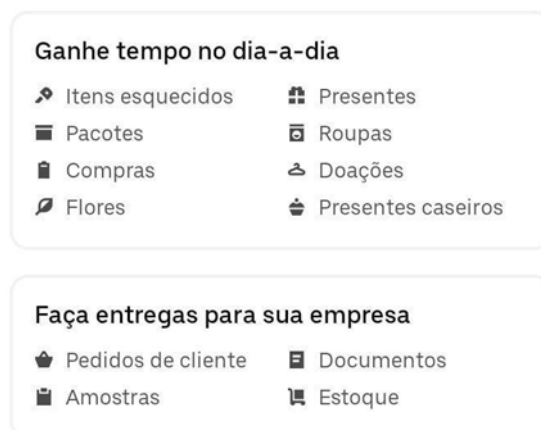 Ganhe tempo no dia-a-dia
Itens esquecidos
Presentes
Pacotes
Roupas
Compras
Doações
Flores
Presentes caseiros
Faça entregas para sua empresa
Pedidos de cliente
Documentos
Amostras
Estoque